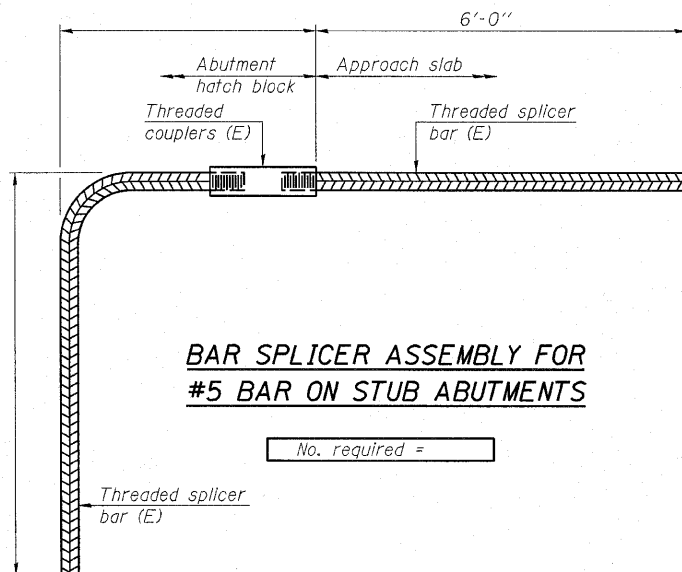 6'-0"
Abutment
hatch block
Approach slab
Threaded
couplers (E)
Threaded splicer
bar (E)
BAR SPLICER ASSEMBLY FOR
#5 BAR ON STUB ABUTMENTS
No. required =
Threaded splicer
bar (E)